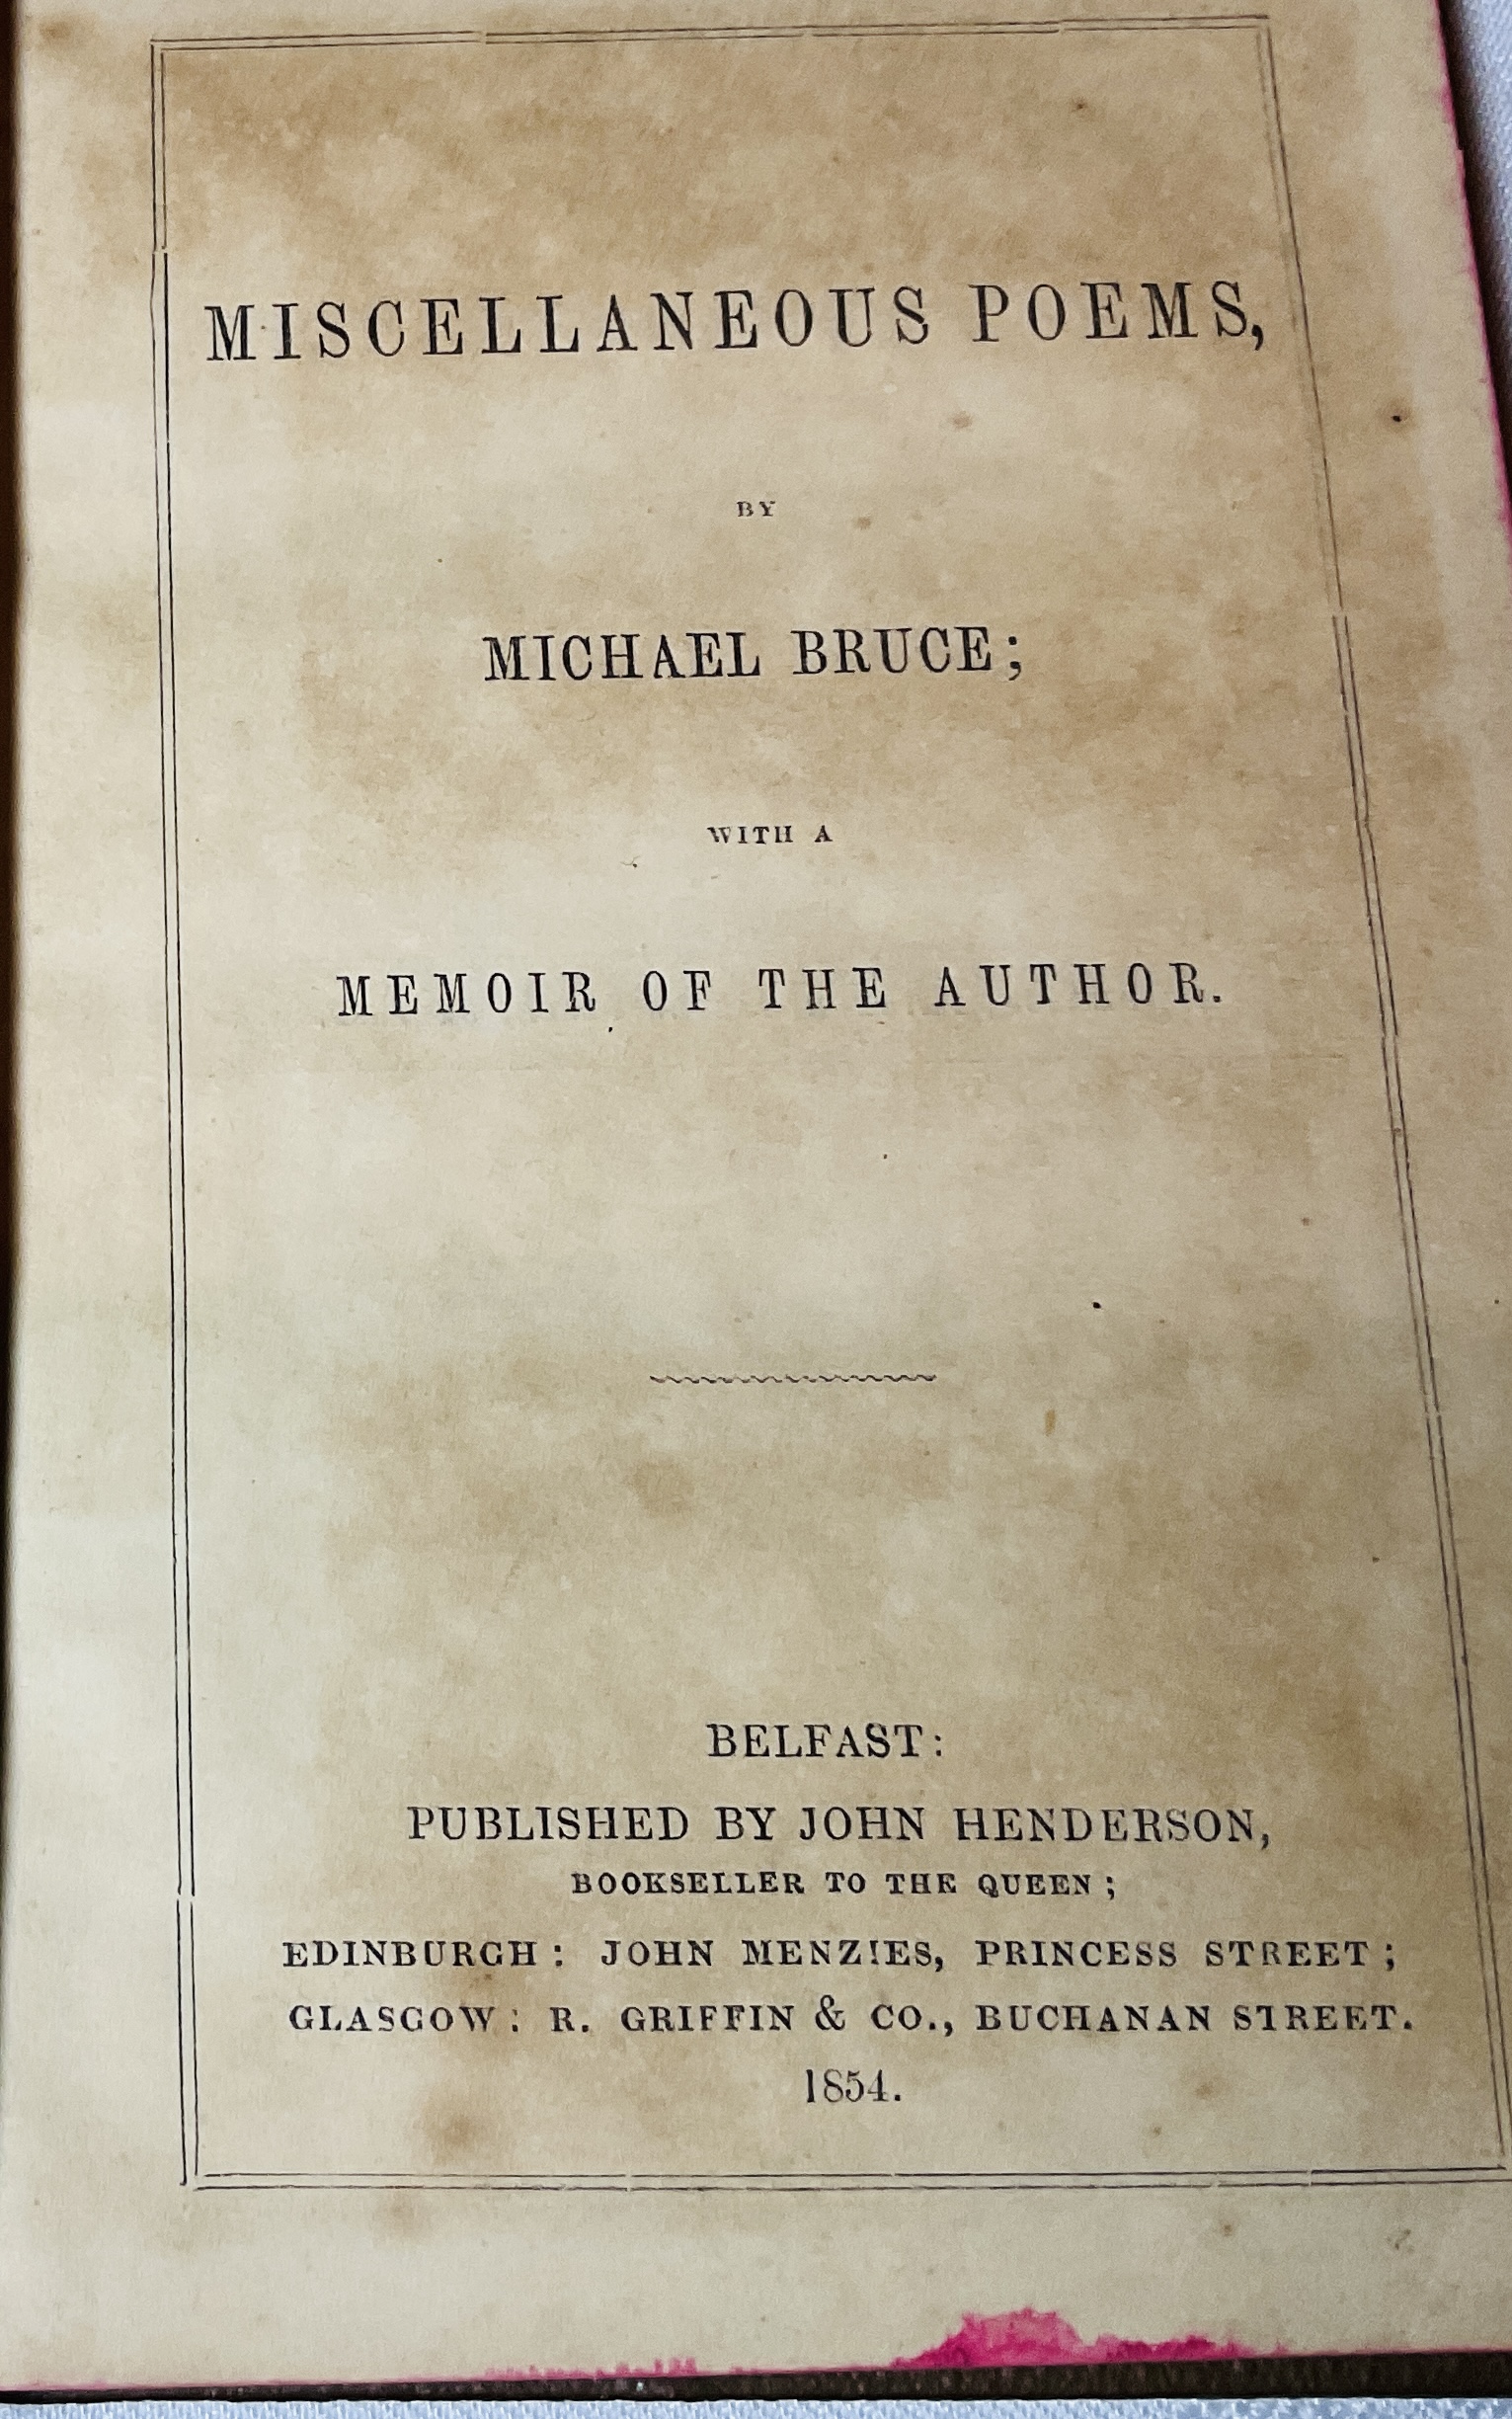 MISCELLANEOUS POEMS,
BY
MICHAEL BRUCE;
WITH A
MEMOIR OF THE AUTHOR.
BELFAST:
PUBLISHED BY JOHN HENDERSON,
BOOKSELLER TO THE QUEEN;
EDINBURGH: JOHN MENZIES, PRINCESS STREET;
GLASGOW: R. GRIFFIN & CO., BUCHANAN STREET.
1854.